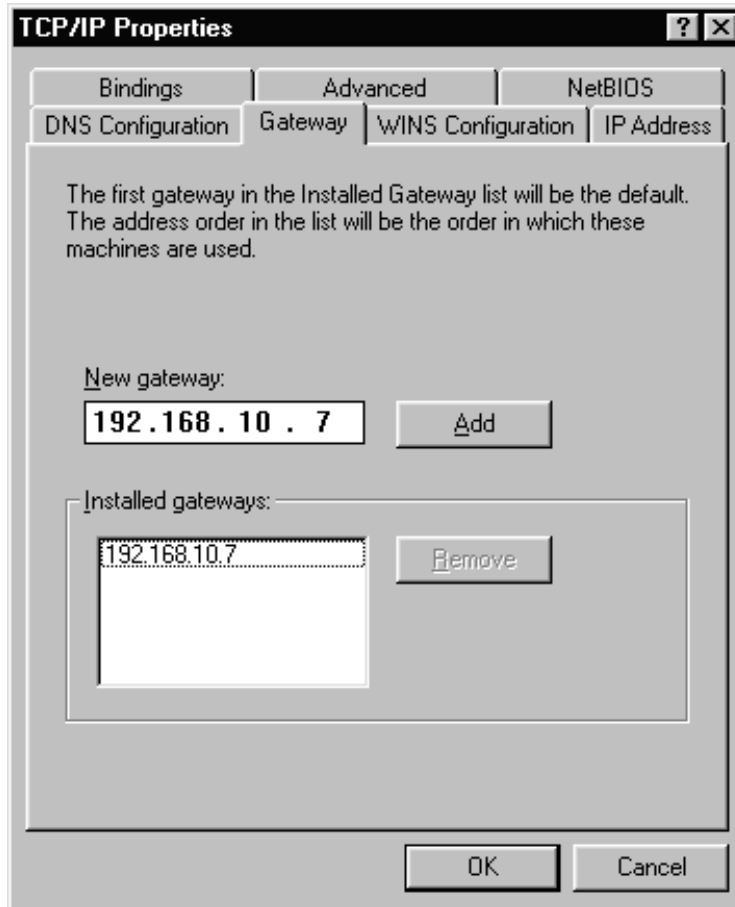 TCP/IP Properties
Bindings Advanced NetBIOS
DNS Configuration Gateway WINS Configuration IP Address
The first gateway in the Installed Gateway list will be the default.
The address order in the list will be the order in which these
machines are used.
New gateway:
192.168. 10 . 7 Add
Installed gateways:
192.168.10.7 Remove
OK Cancel